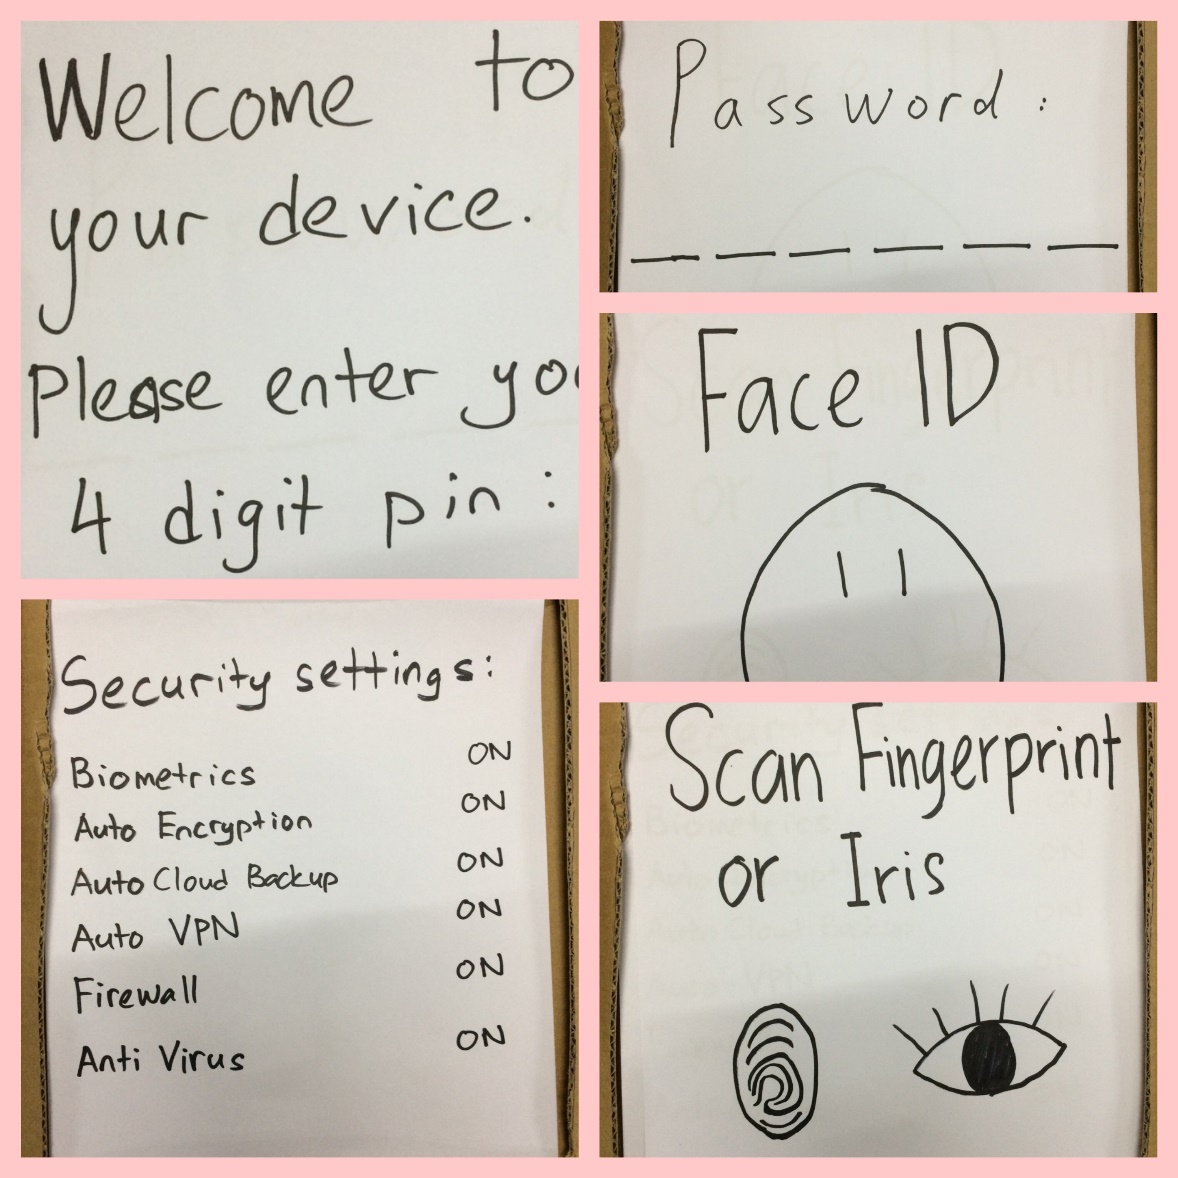 Welcome to
your device.
Please enter
4 digit pin:
Password:
Face ID
Security settings:
Biometrics ON
Auto Encryption ON
Auto Cloud Backup ON
Auto VPN ON
Firewall ON
Anti Virus ON
Scan Fingerprint
or Iris